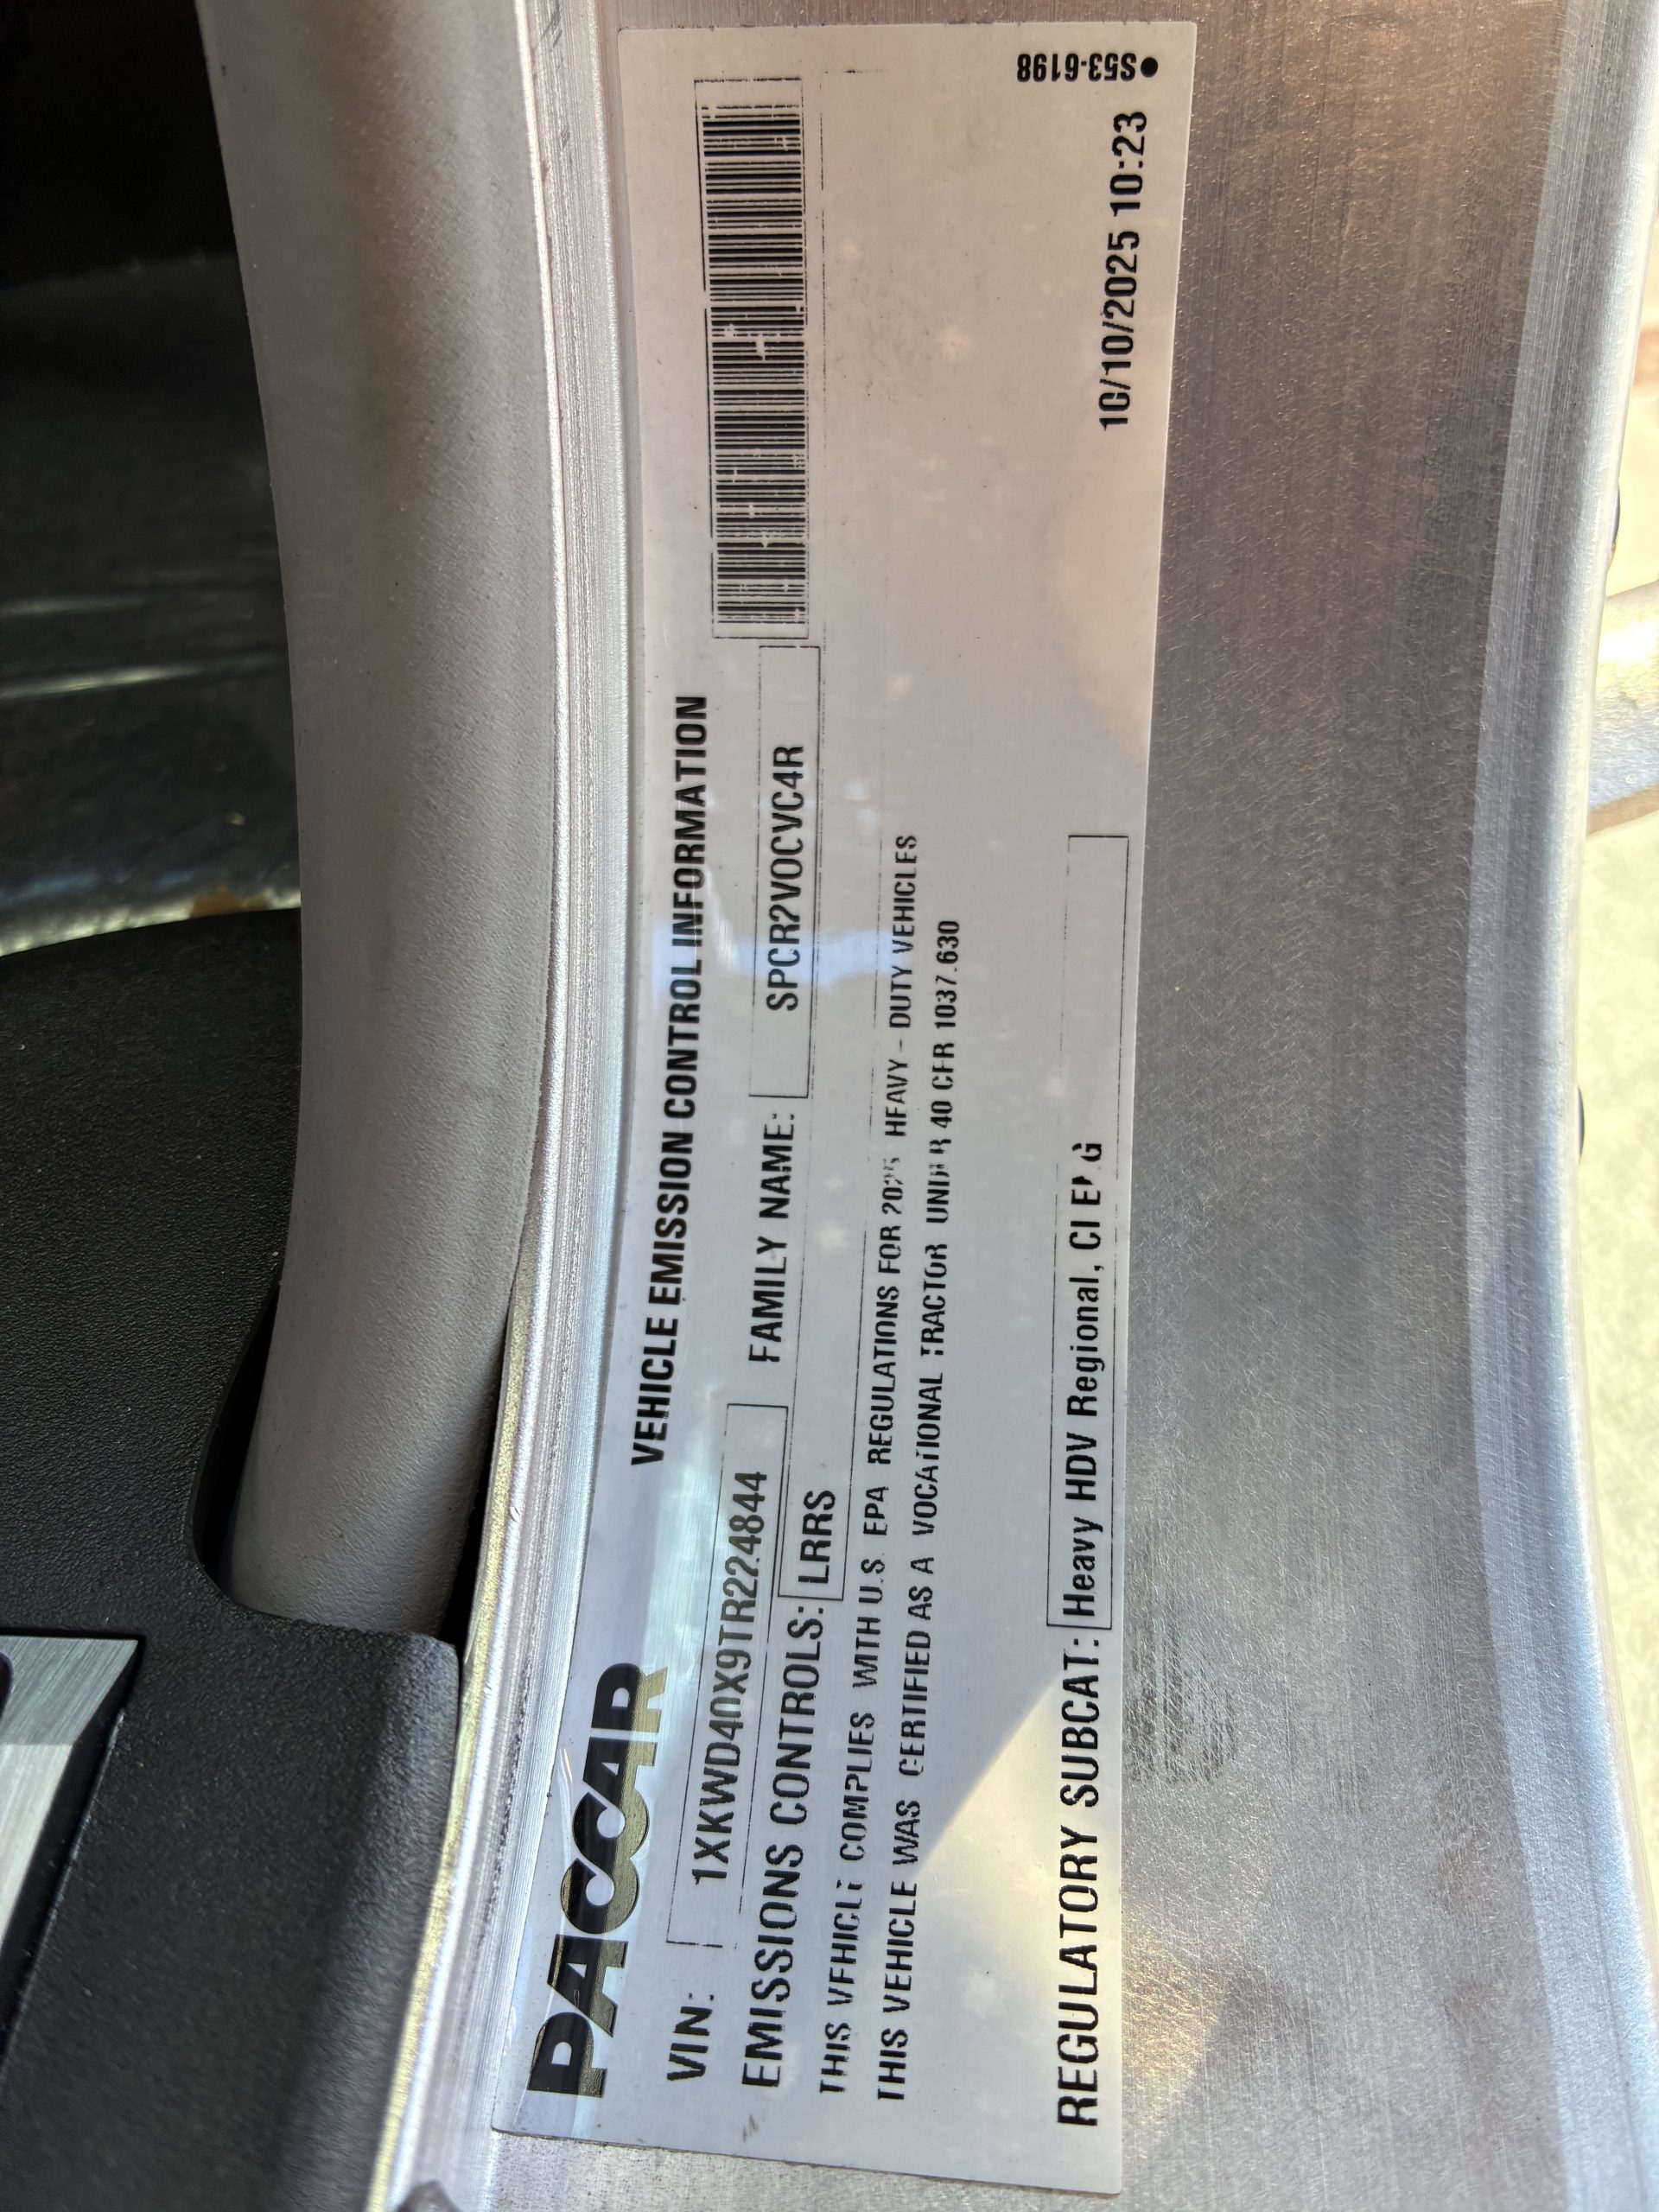 PACCAR
VEHICLE EMISSION CONTROL INFORMATION
VIN: 1XKWD40X9TR224844 FAMILY NAME: SPCR2VOCVC4R
EMISSIONS CONTROLS: LRRS
THIS VEHICLE COMPLIES WITH U.S. EPA REGULATIONS FOR HEAVY - DUTY VEHICLES
THIS VEHICLE WAS CERTIFIED AS A VOCATIONAL TRACTOR UNDER 40 CFR 1037.630
REGULATORY SUBCAT: Heavy HDV Regional, CI
10/10/2025 10:23
•S53-6198